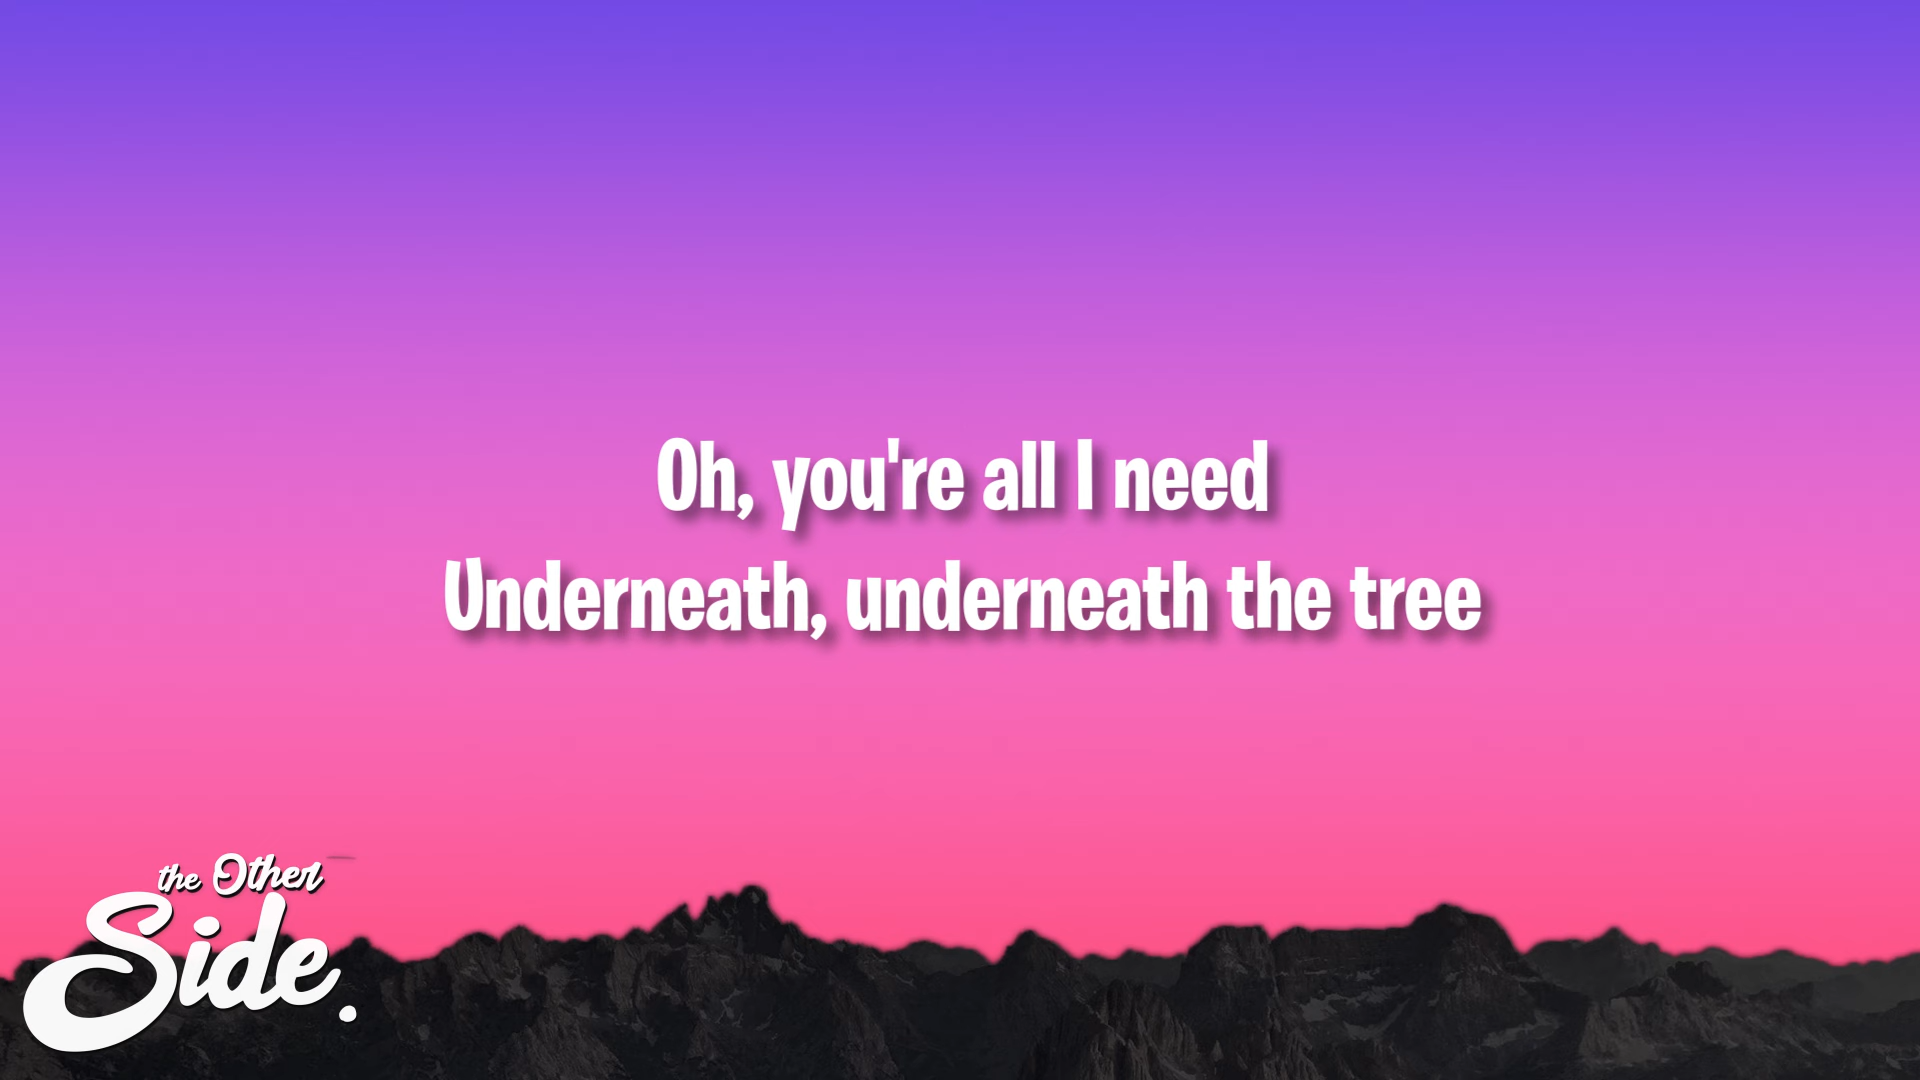 Oh, you're all I need
Underneath, underneath the tree
the Other
Side.